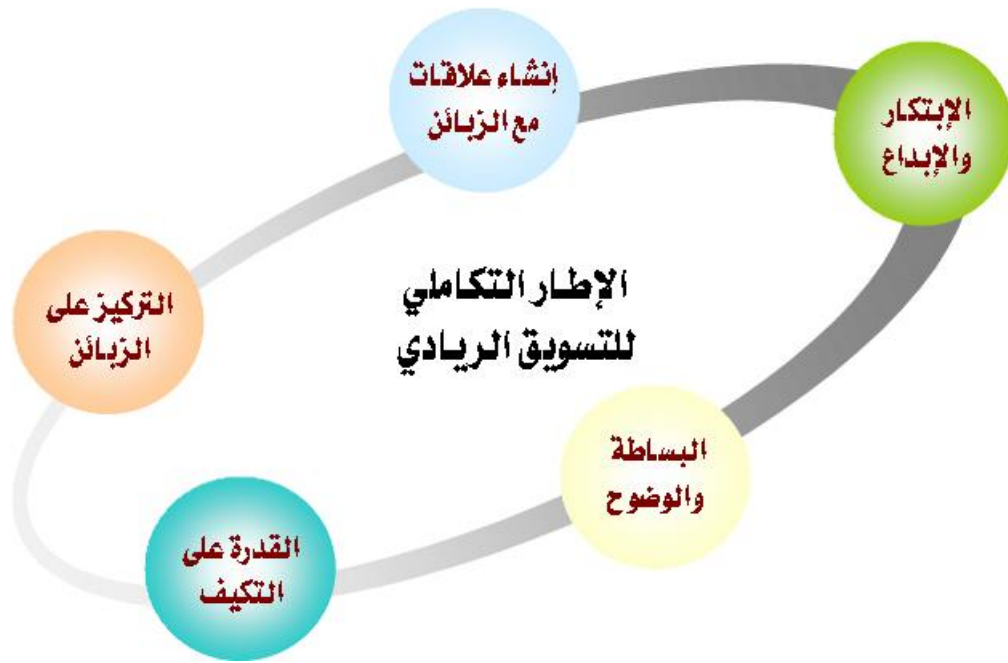 إنشاء علاقات
مع الزبائن
الإبتكار
والإبداع
التركيز على
الزبائن
الإطار التكاملي
للتسويق الريادي
البساطة
والوضوح
القدرة على
التكيف